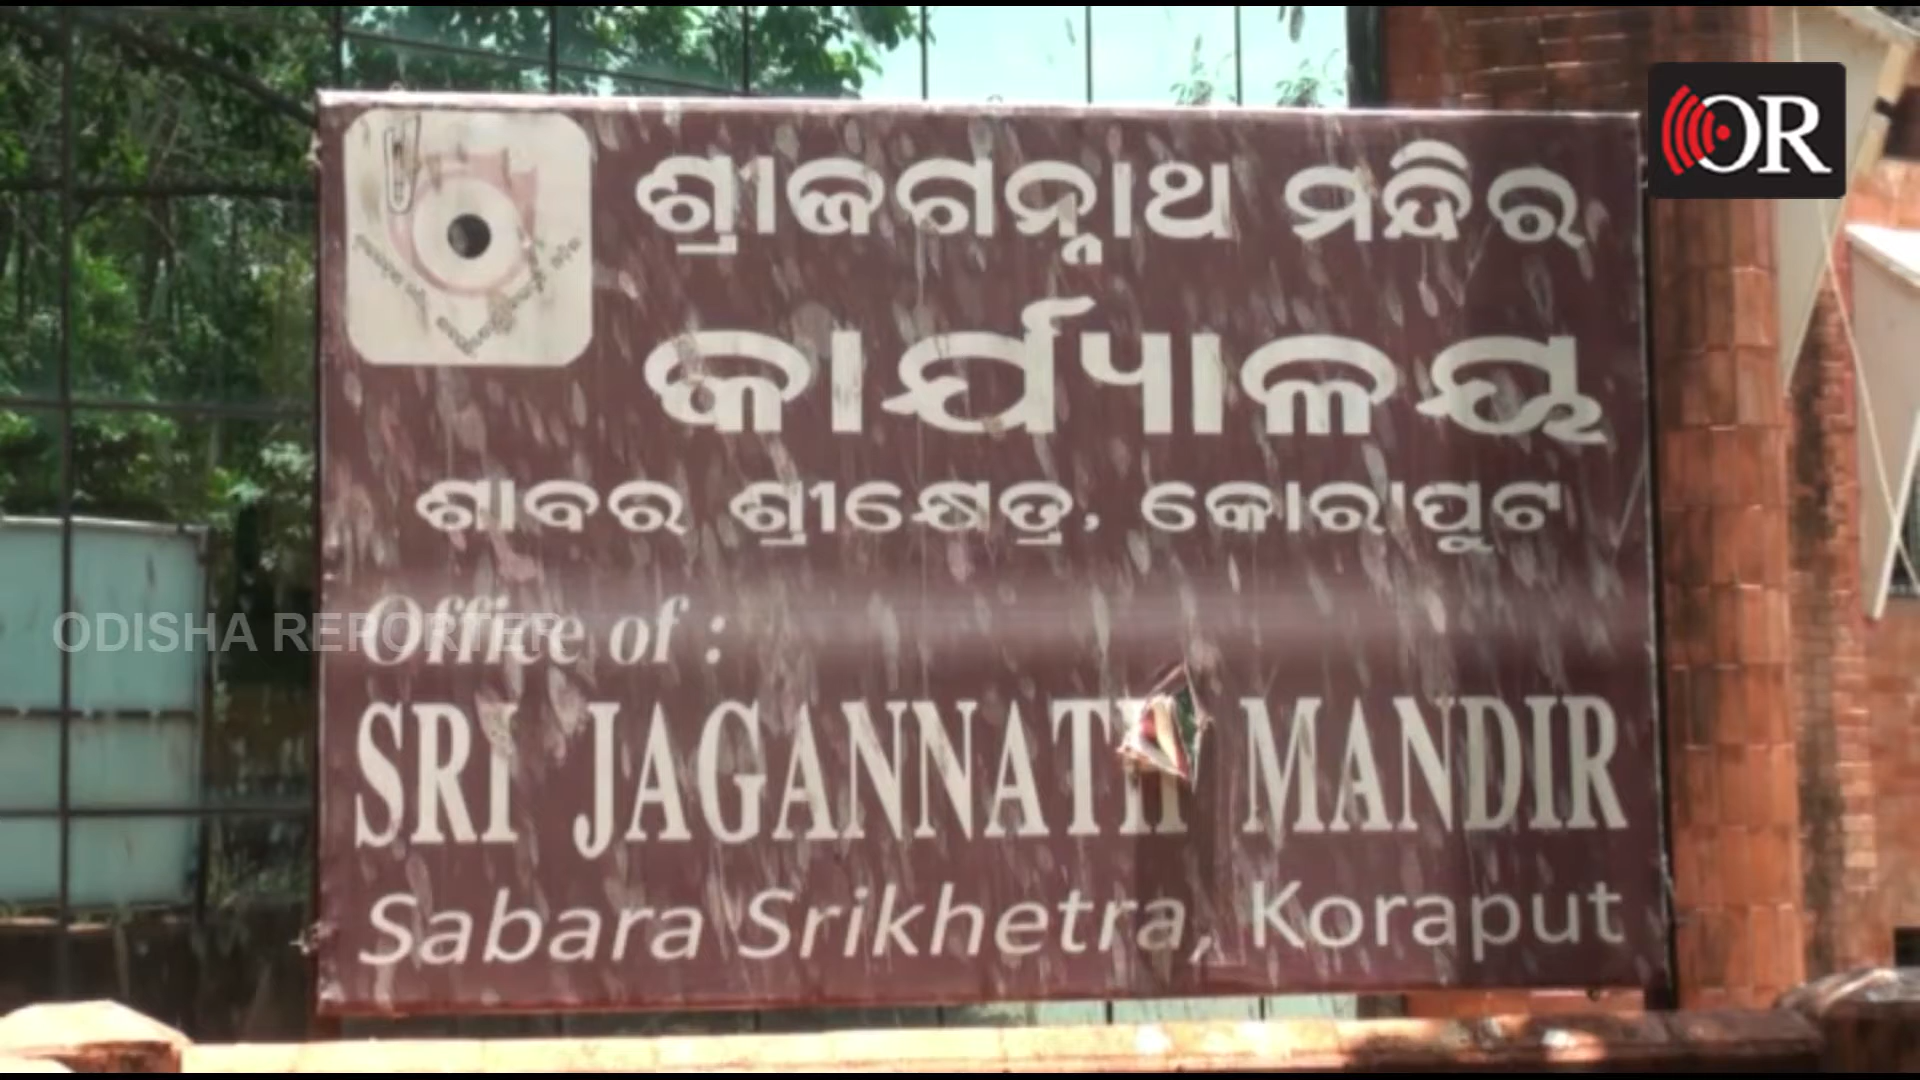 OR
ଶ୍ରୀଜଗନ୍ନାଥ ମନ୍ଦିର
କାର୍ଯ୍ୟାଳୟ
ଶାବର ଶ୍ରୀକ୍ଷେତ୍ର, କୋରାପୁଟ
ODISHA REPORTER
Office of :
SRI JAGANNATH MANDIR
Sabara Srikhetra, Koraput